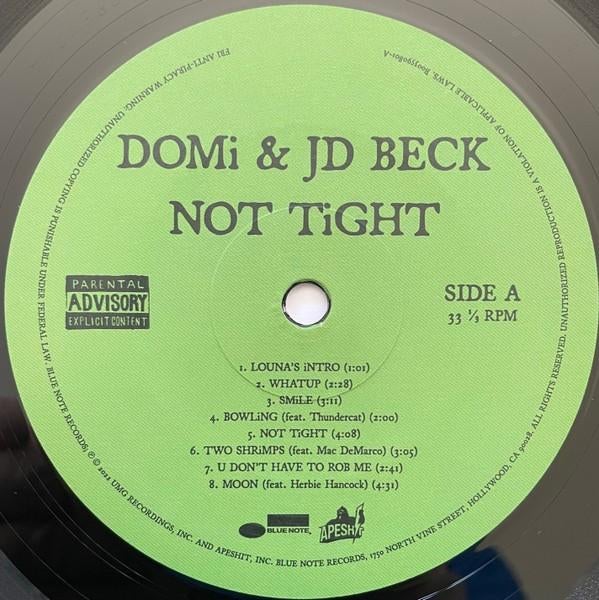 DOMi & JD BECK
NOT TiGHT
PARENTAL
ADVISORY
EXPLICIT CONTENT
SIDE A
33 ⅓ RPM
1. LOUNA'S iNTRO (1:01)
2. WHATUP (2:28)
3. SMiLE (3:11)
4. BOWLiNG (feat. Thundercat) (2:00)
5. NOT TiGHT (4:08)
6. TWO SHRiMPS (feat. Mac DeMarco) (3:05)
7. U DON'T HAVE TO ROB ME (2:41)
8. MOON (feat. Herbie Hancock) (4:31)
BLUE NOTE
APESHIT
BLUE NOTE RECORDS; ℗ © 2022 UMG RECORDINGS, INC. AND APESHIT, INC. BLUE NOTE RECORDS, 1750 NORTH VINE STREET, HOLLYWOOD, CA 90028. ALL RIGHTS RESERVED. UNAUTHORIZED REPRODUCTION IS A VIOLATION OF APPLICABLE LAWS. B003559801-A
FBI ANTI-PIRACY WARNING: UNAUTHORIZED COPYING IS PUNISHABLE UNDER FEDERAL LAW.